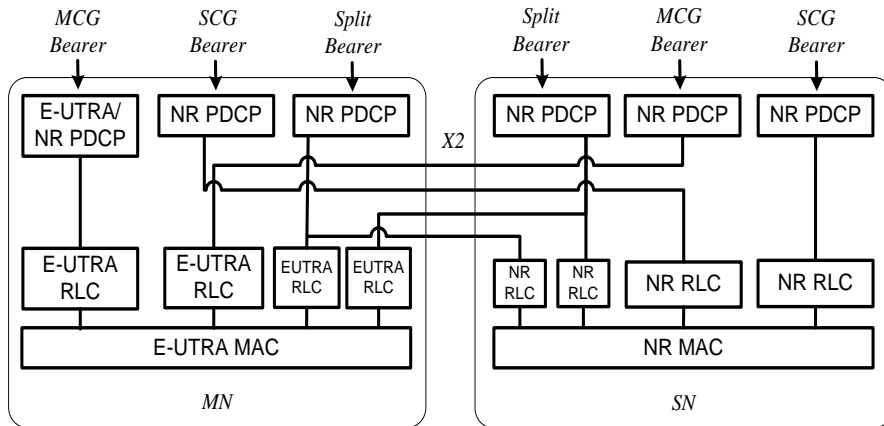 MCG
Bearer
SCG
Bearer
Split
Bearer
Split
Bearer
MCG
Bearer
SCG
Bearer
E-UTRA/
NR PDCP
NR PDCP
NR PDCP
NR PDCP
NR PDCP
NR PDCP
X2
E-UTRA
RLC
E-UTRA
RLC
EUTRA
RLC
EUTRA
RLC
NR
RLC
NR
RLC
NR RLC
NR RLC
E-UTRA MAC
NR MAC
MN
SN